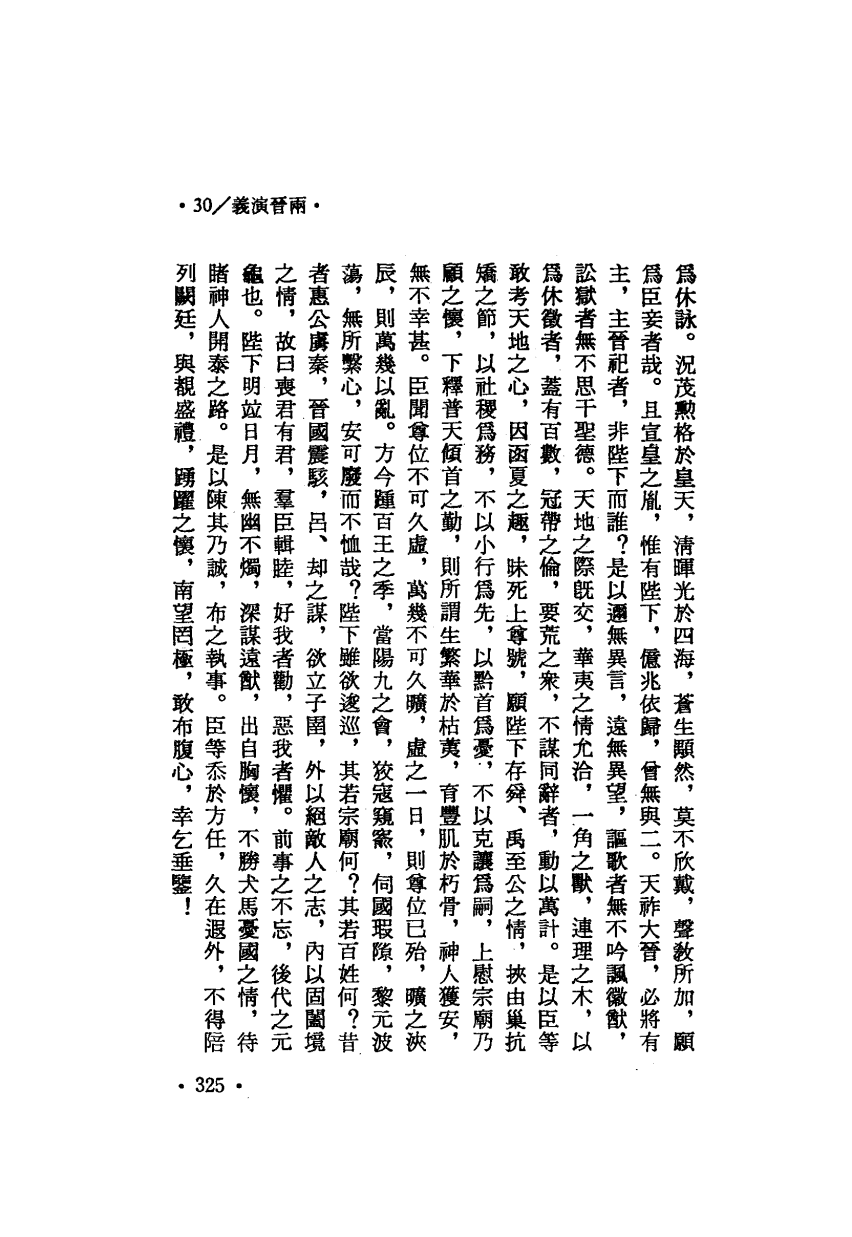 •30/義演晉兩•
爲休詠。況茂勲格於皇天，清暉光於四海，蒼生顒然，莫不欣戴，聲敎所加，願
爲臣妾者哉。且宣皇之胤，惟有陛下，億兆依歸，曾無與二。天祚大晉，必將有
主，主晉祀者，非陛下而誰？是以邇無異言，遠無異望，謳歌者無不吟諷徽猷，
訟獄者無不思于聖德。天地之際旣交，華夷之情允洽，一角之獸，連理之木，以
爲休徵者，蓋有百數，冠帶之倫，要荒之衆，不謀同辭者，動以萬計。是以臣等
敢考天地之心，因函夏之趣，昧死上尊號，願陛下存舜、禹至公之情，挾由巢抗
矯之節，以社稷爲務，不以小行爲先，以黔首爲憂，不以克讓爲嗣，上慰宗廟乃
顧之懷，下釋普天傾首之勤，則所謂生繁華於枯荑，育豐肌於朽骨，神人獲安，
無不幸甚。臣聞尊位不可久虛，萬幾不可久曠，虛之一日，則尊位已殆，曠之浹
辰，則萬幾以亂。方今踵百王之季，當陽九之會，狡寇窺窬，伺國瑕隙，黎元波
蕩，無所繫心，安可廢而不恤哉？陛下雖欲逡巡，其若宗廟何？其若百姓何？昔
者惠公虜秦，晉國震駭，呂、却之謀，欲立子圉，外以絕敵人之志，內以固闔境
之情，故曰喪君有君，羣臣輯睦，好我者勸，惡我者懼。前事之不忘，後代之元
龜也。陛下明竝日月，無幽不燭，深謀遠猷，出自胸懷，不勝犬馬憂國之情，待
睹神人開泰之路。是以陳其乃誠，布之執事。臣等忝於方任，久在遐外，不得陪
列闕廷，與覩盛禮，踴躍之懷，南望罔極，敢布腹心，幸乞垂鑒！
•325•